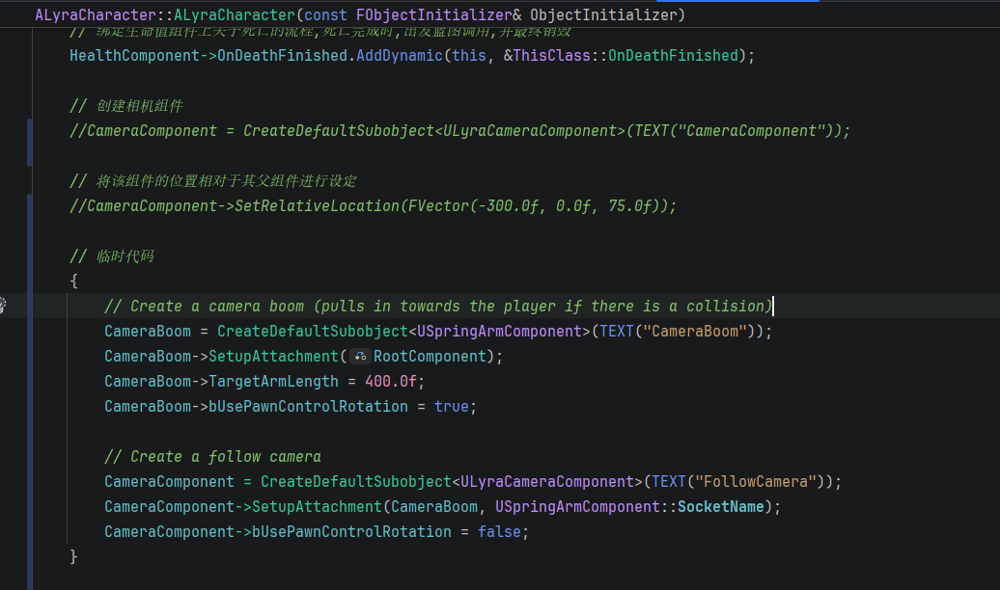 ALyraCharacter::ALyraCharacter(const FObjectInitializer& ObjectInitializer)
// 绑定生命值组件上关于死亡的流程,死亡完成时,出发蓝图调用,并最终销毁
HealthComponent->OnDeathFinished.AddDynamic(this, &ThisClass::OnDeathFinished);
// 创建相机组件
//CameraComponent = CreateDefaultSubobject<ULyraCameraComponent>(TEXT("CameraComponent"));
// 将该组件的位置相对于其父组件进行设定
//CameraComponent->SetRelativeLocation(FVector(-300.0f, 0.0f, 75.0f));
// 临时代码
{
// Create a camera boom (pulls in towards the player if there is a collision)
CameraBoom = CreateDefaultSubobject<USpringArmComponent>(TEXT("CameraBoom"));
CameraBoom->SetupAttachment(RootComponent);
CameraBoom->TargetArmLength = 400.0f;
CameraBoom->bUsePawnControlRotation = true;
// Create a follow camera
CameraComponent = CreateDefaultSubobject<ULyraCameraComponent>(TEXT("FollowCamera"));
CameraComponent->SetupAttachment(CameraBoom, USpringArmComponent::SocketName);
CameraComponent->bUsePawnControlRotation = false;
}